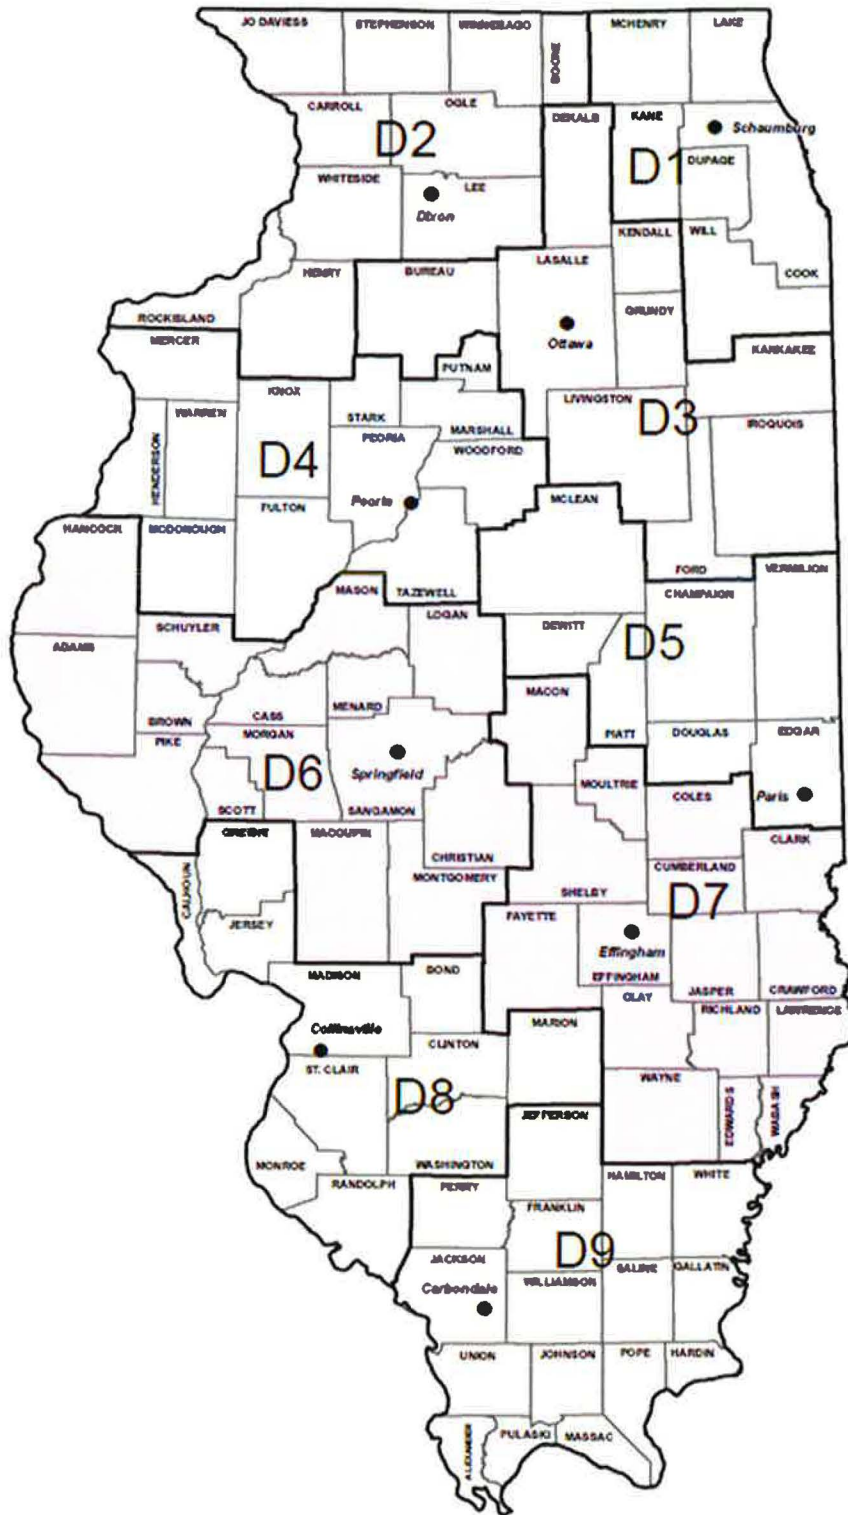 JO DAVIESS
STEPHENSON
WINNEBAGO
BOONE
MCHENRY
LAKE
CARROLL
OGLE
DEKALB
KANE
Schaumburg
D2
D1
DUPAGE
WHITESIDE
LEE
Dixon
KENDALL
WILL
HENRY
BUREAU
LASALLE
COOK
ROCK ISLAND
GRUNDY
Ottawa
MERCER
KANKAKEE
PUTNAM
KNOX
LIVINGSTON
WARREN
STARK
D3
IROQUOIS
MARSHALL
PEORIA
HENDERSON
D4
WOODFORD
Peoria
MCLEAN
FULTON
HANCOCK
MCDONOUGH
FORD
VERMILION
MASON
TAZEWELL
CHAMPAIGN
LOGAN
SCHUYLER
DEWITT
ADAMS
D5
MENARD
MACON
BROWN
CASS
PIKE
MORGAN
PIATT
DOUGLAS
EDGAR
D6
Springfield
MOULTRIE
Paris
SCOTT
SANGAMON
COLES
MACOUPIN
CLARK
CHRISTIAN
CALHOUN
MONTGOMERY
CUMBERLAND
SHELBY
D7
FAYETTE
JERSEY
Effingham
MADISON
BOND
EFFINGHAM
JASPER
CRAWFORD
CLAY
RICHLAND
LAWRENCE
Collinsville
MARION
CLINTON
ST. CLAIR
WAYNE
D8
EDWARDS
WABASH
JEFFERSON
MONROE
WASHINGTON
HAMILTON
WHITE
RANDOLPH
PERRY
FRANKLIN
D9
JACKSON
SALINE
GALLATIN
Carbondale
WILLIAMSON
UNION
JOHNSON
POPE
HARDIN
ALEXANDER
PULASKI
MASSAC